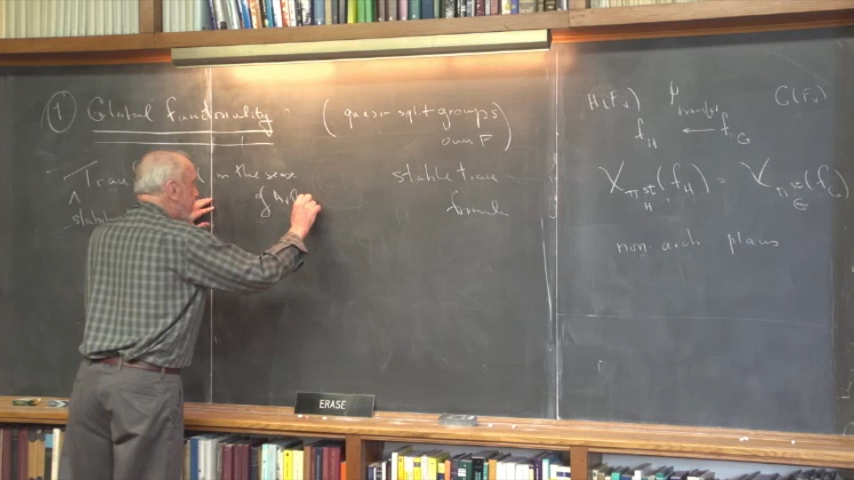 1 Global functoriality (quasi-split groups
over F)
Trace in the sense
stable
of
stable trace
formula
H(F_v) G(F_v)
transfer
f_H ← f_G
χ_{π_H^{st}}(f_H) = χ_{π_G^{st}}(f_G)
non-arch. places
ERASE